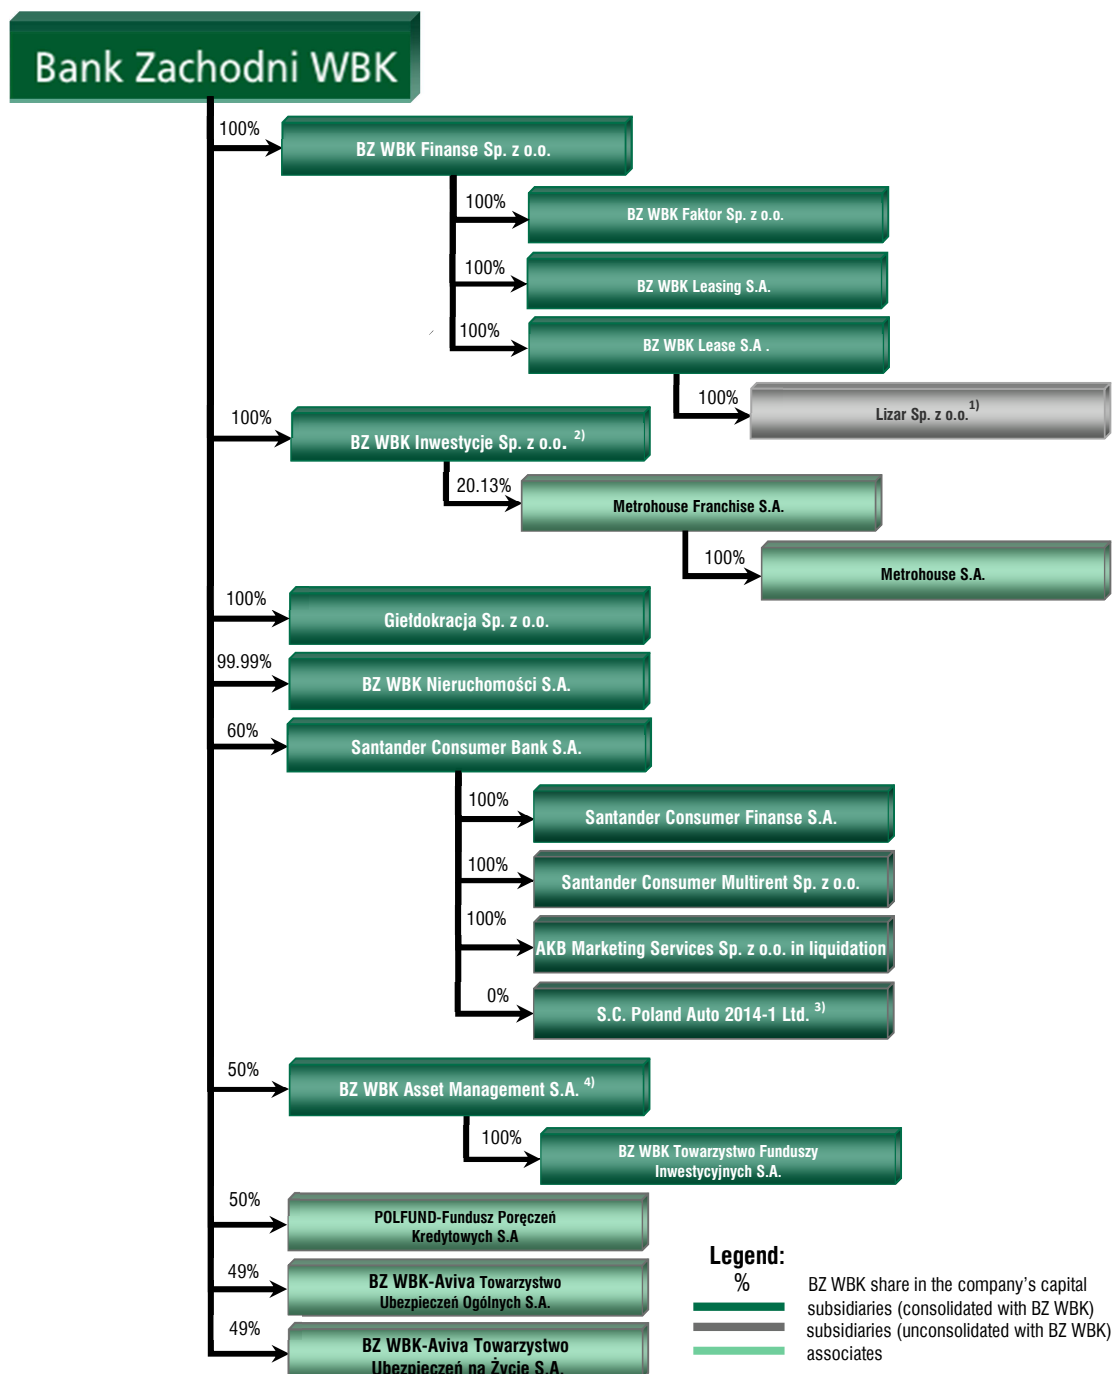 Bank Zachodni WBK
100%
BZ WBK Finanse Sp. z o.o.
100%
BZ WBK Faktor Sp. z o.o.
100%
BZ WBK Leasing S.A.
100%
BZ WBK Lease S.A .
100%
Lizar Sp. z o.o. 1)
100%
BZ WBK Inwestycje Sp. z o.o. 2)
20.13%
Metrohouse Franchise S.A.
100%
Metrohouse S.A.
100%
Giełdokracja Sp. z o.o.
99.99%
BZ WBK Nieruchomości S.A.
60%
Santander Consumer Bank S.A.
100%
Santander Consumer Finanse S.A.
100%
Santander Consumer Multirent Sp. z o.o.
100%
AKB Marketing Services Sp. z o.o. in liquidation
0%
S.C. Poland Auto 2014-1 Ltd. 3)
50%
BZ WBK Asset Management S.A. 4)
100%
BZ WBK Towarzystwo Funduszy
Inwestycyjnych S.A.
50%
POLFUND-Fundusz Poręczeń
Kredytowych S.A
49%
BZ WBK-Aviva Towarzystwo
Ubezpieczeń Ogólnych S.A.
49%
BZ WBK-Aviva Towarzystwo
Ubezpieczeń na Życie S.A.
Legend:
% BZ WBK share in the company's capital
subsidiaries (consolidated with BZ WBK)
subsidiaries (unconsolidated with BZ WBK)
associates